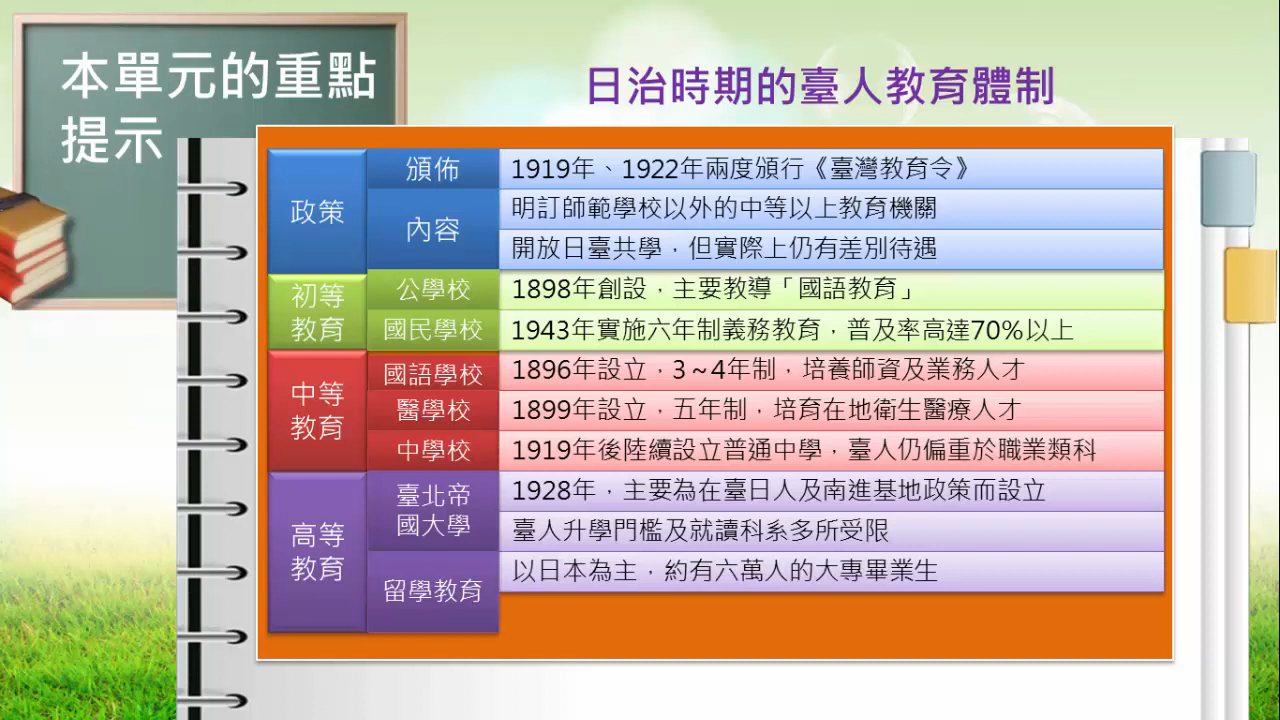 本單元的重點
提示
日治時期的臺人教育體制
政策
頒佈
1919年、1922年兩度頒行《臺灣教育令》
內容
明訂師範學校以外的中等以上教育機關
開放日臺共學，但實際上仍有差別待遇
初等
教育
公學校
1898年創設，主要教導「國語教育」
國民學校
1943年實施六年制義務教育，普及率高達70%以上
中等
教育
國語學校
1896年設立，3～4年制，培養師資及業務人才
醫學校
1899年設立，五年制，培育在地衛生醫療人才
中學校
1919年後陸續設立普通中學，臺人仍偏重於職業類科
高等
教育
臺北帝
國大學
1928年，主要為在臺日人及南進基地政策而設立
臺人升學門檻及就讀科系多所受限
留學教育
以日本為主，約有六萬人的大專畢業生